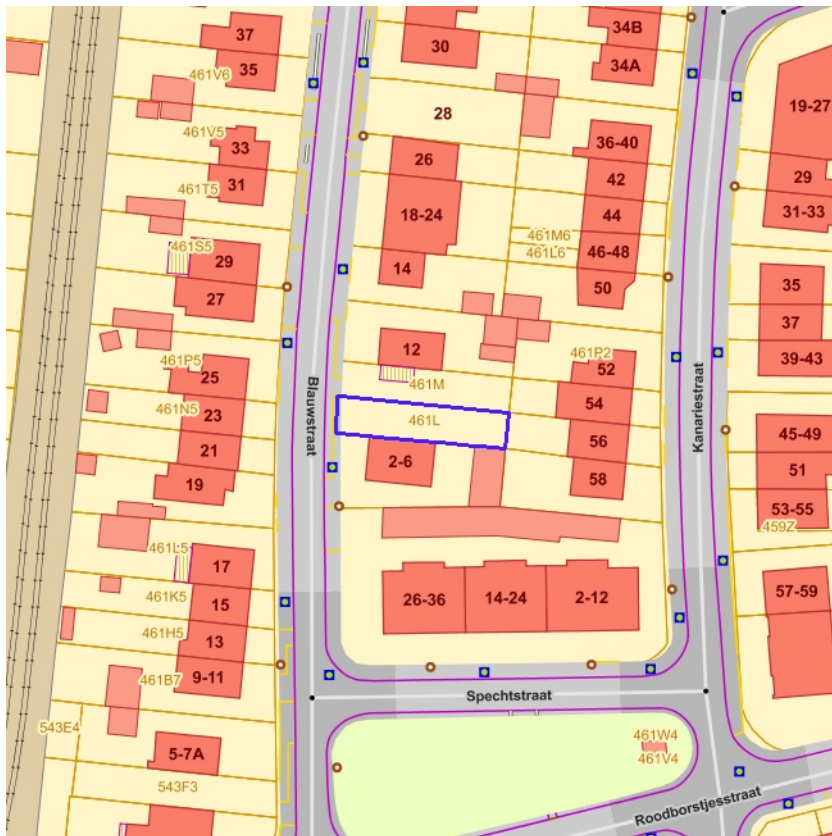 37
35
461V6
30
34B
34A
19-27
28
461V5
33
31
461T5
26
36-40
42
29
31-33
18-24
44
461M6
46-48
461L6
461S5
29
27
14
50
35
37
39-43
12
461P2
52
461P5
25
461M
54
461N5
23
461L
56
45-49
21
2-6
58
51
19
53-55
459Z
Blauwstraat
Kanariestraat
461L5
17
461K5
15
26-36
14-24
2-12
57-59
461H5
13
461B7
9-11
Spechtstraat
543E4
461W4
461V4
5-7A
543F3
Roodborstjesstraat